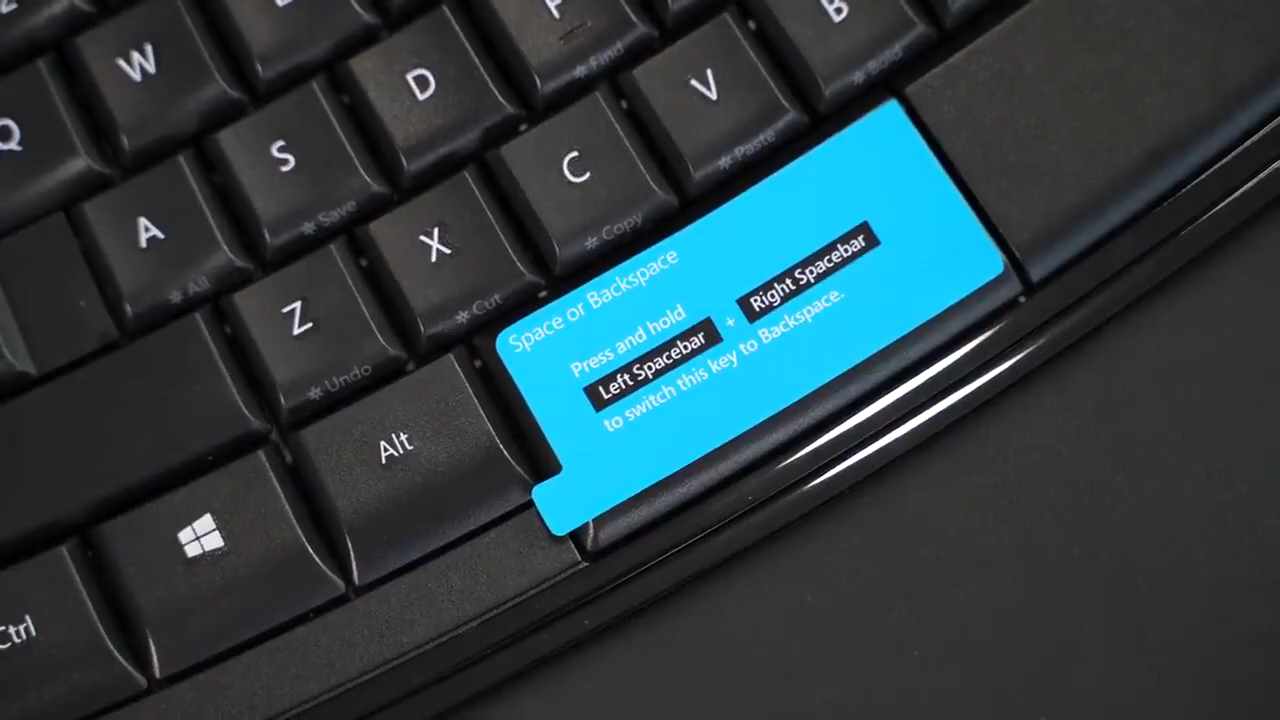 W
D
F
Find
B
Bold
Q
S
Save
V
Paste
A
All
X
Cut
C
Copy
Z
Undo
Alt
Ctrl
Space or Backspace
Press and hold
Left Spacebar + Right Spacebar
to switch this key to Backspace.